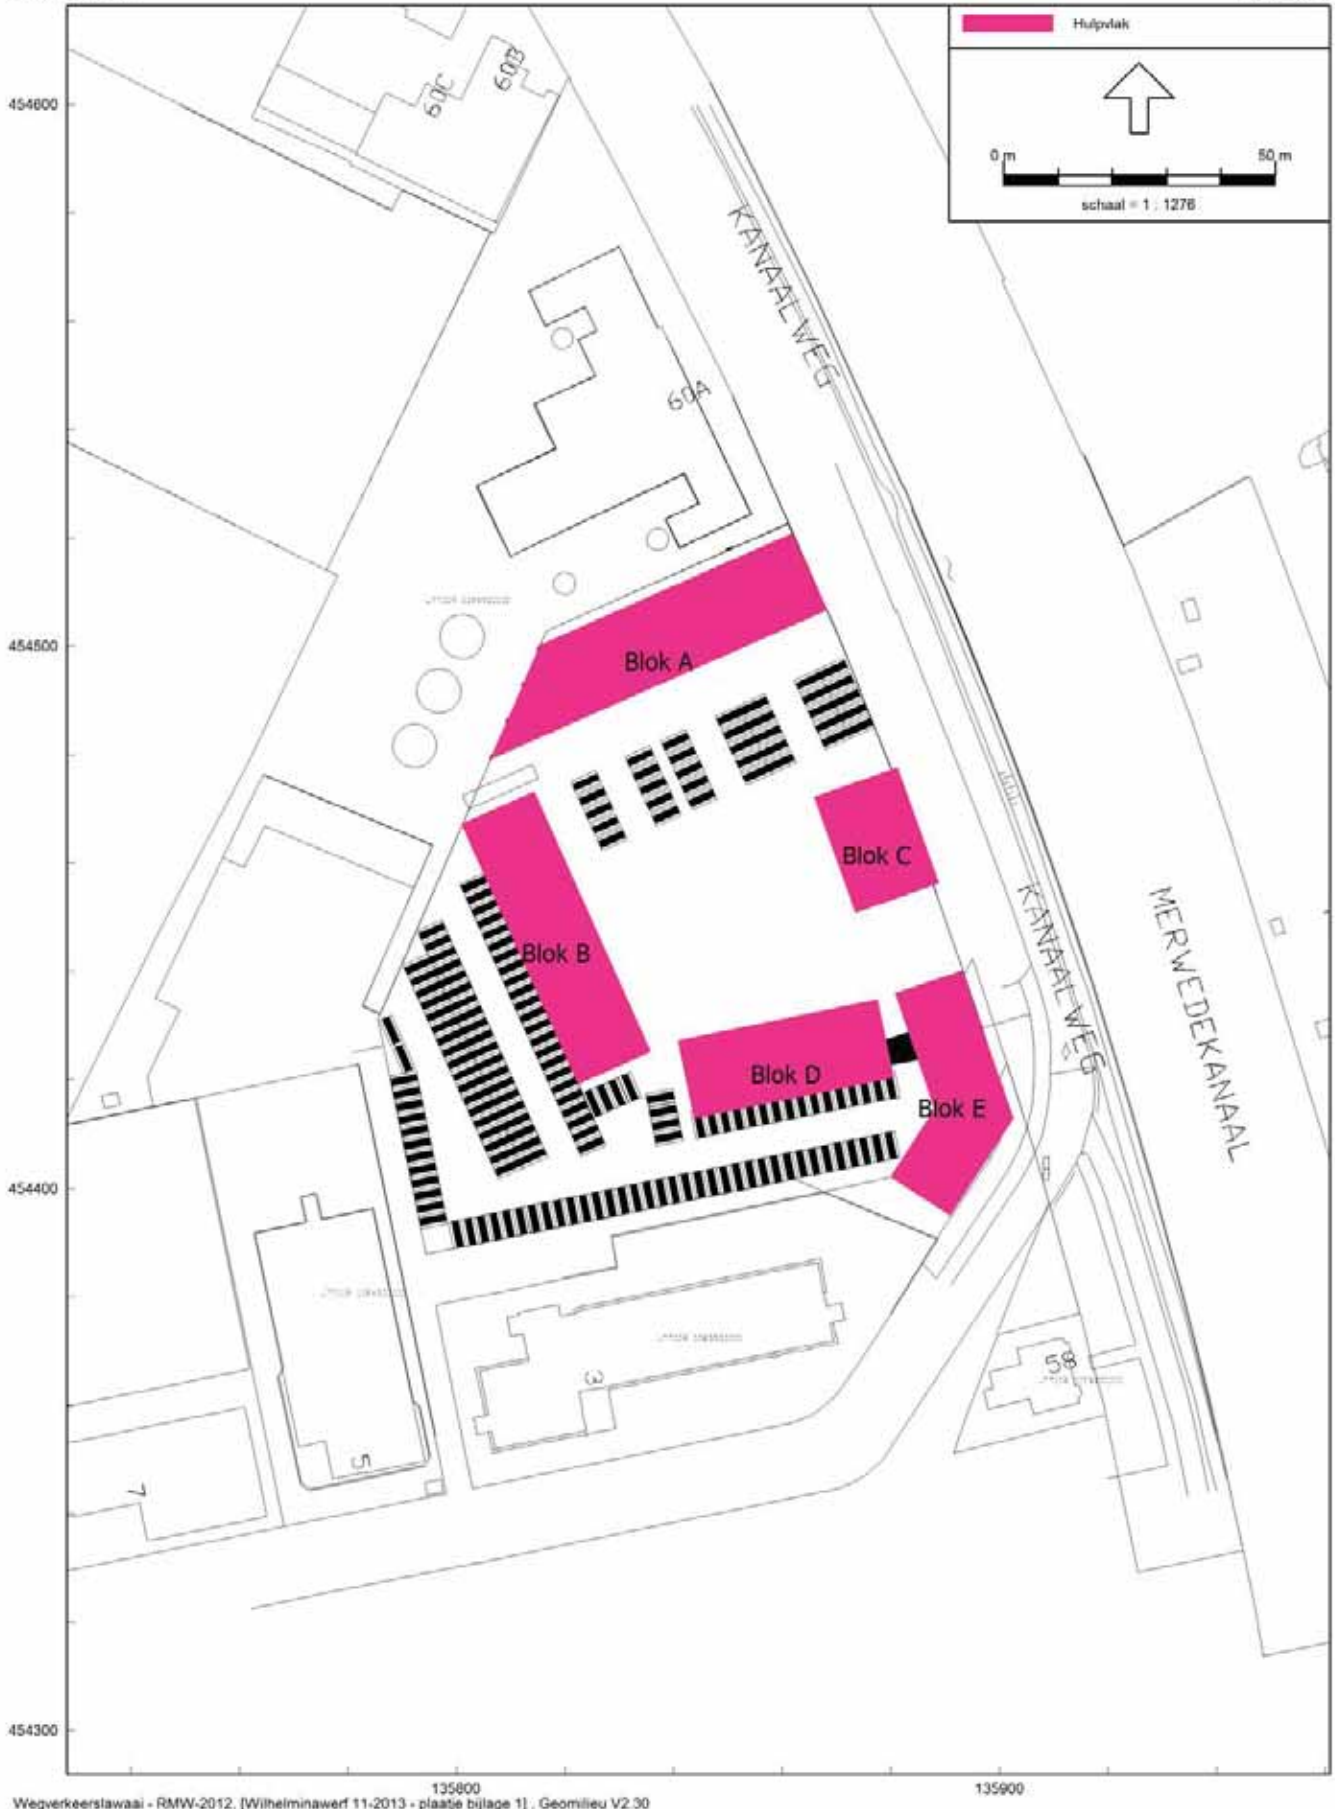 Hulpvlak
0 m 50 m
schaal = 1 : 1276
454600
454500
454400
454300
135800
135900
60C
60B
60A
KANAALWEG
Blok A
Blok B
Blok C
Blok D
Blok E
KANAALWEG
MERWEDEKANAAL
3
5
7
58
Wegverkeerslawaai - RMW-2012, [Wilhelminawerf 11-2013 - plaatje bijlage 1] , Geomilieu V2.30